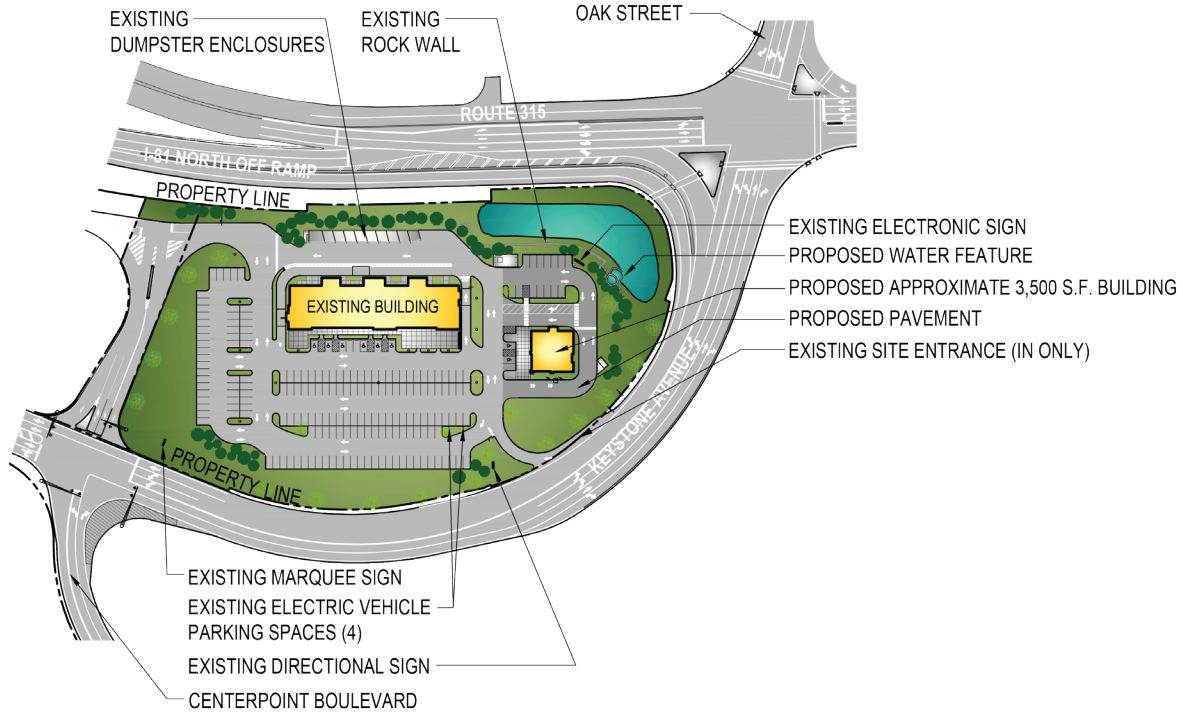 OAK STREET
EXISTING
DUMPSTER ENCLOSURES
EXISTING
ROCK WALL
ROUTE 315
I-81 NORTH OFF RAMP
PROPERTY LINE
EXISTING ELECTRONIC SIGN
PROPOSED WATER FEATURE
PROPOSED APPROXIMATE 3,500 S.F. BUILDING
PROPOSED PAVEMENT
EXISTING SITE ENTRANCE (IN ONLY)
EXISTING BUILDING
KEYSTONE AVENUE
PROPERTY LINE
EXISTING MARQUEE SIGN
EXISTING ELECTRIC VEHICLE
PARKING SPACES (4)
EXISTING DIRECTIONAL SIGN
CENTERPOINT BOULEVARD